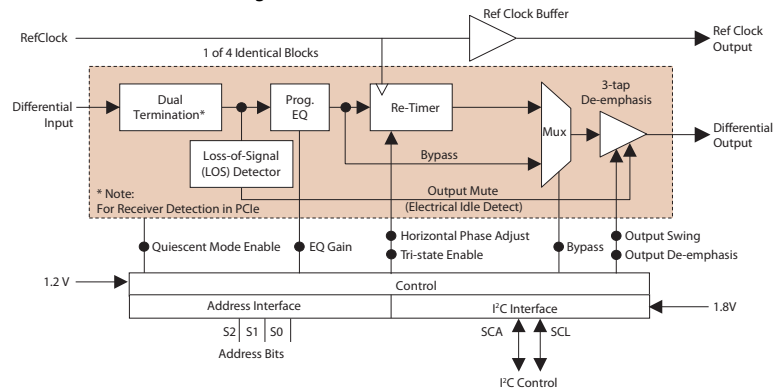 Ref Clock Buffer
RefClock
Ref Clock
Output
1 of 4 Identical Blocks
Differential
Input
Dual
Termination*
Prog.
EQ
Re-Timer
Mux
3-tap
De-emphasis
Differential
Output
Loss-of-Signal
(LOS) Detector
Bypass
* Note:
For Receiver Detection in PCIe
Output Mute
(Electrical Idle Detect)
Quiescent Mode Enable
EQ Gain
Horizontal Phase Adjust
Tri-state Enable
Bypass
Output Swing
Output De-emphasis
1.2 V
Control
Address Interface
I²C Interface
1.8V
S2 S1 S0
Address Bits
SCA SCL
I²C Control